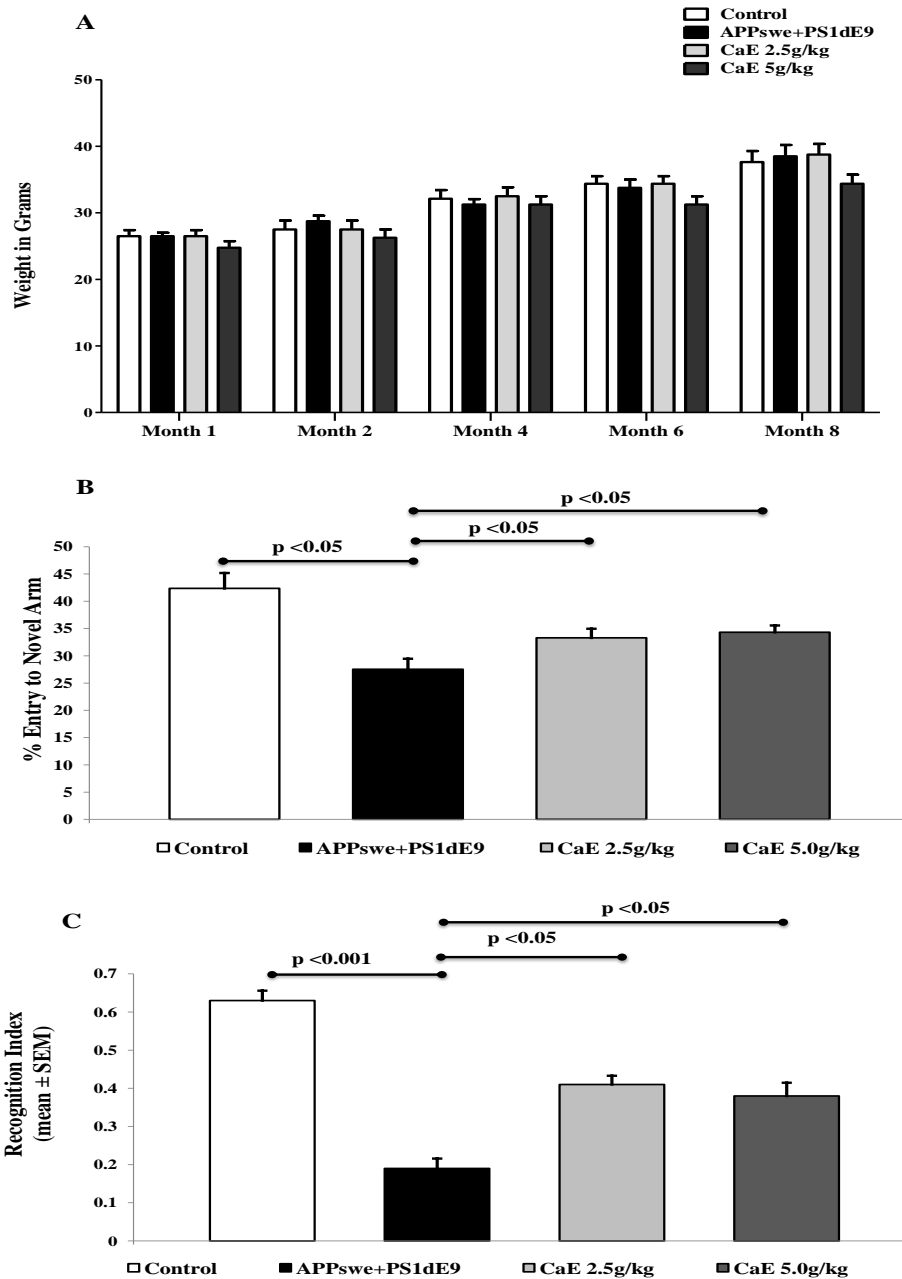 A
Control
APPswe+PS1dE9
CaE 2.5g/kg
CaE 5g/kg
50
40
30
20
10
0
Weight in Grams
Month 1 Month 2 Month 4 Month 6 Month 8
B
p <0.05
p <0.05
p <0.05
50
45
40
35
30
25
20
15
10
5
0
% Entry to Novel Arm
Control APPswe+PS1dE9 CaE 2.5g/kg CaE 5.0g/kg
C
p <0.05
p <0.05
p <0.001
0.7
0.6
0.5
0.4
0.3
0.2
0.1
0
Recognition Index
(mean ± SEM)
Control APPswe+PS1dE9 CaE 2.5g/kg CaE 5.0g/kg